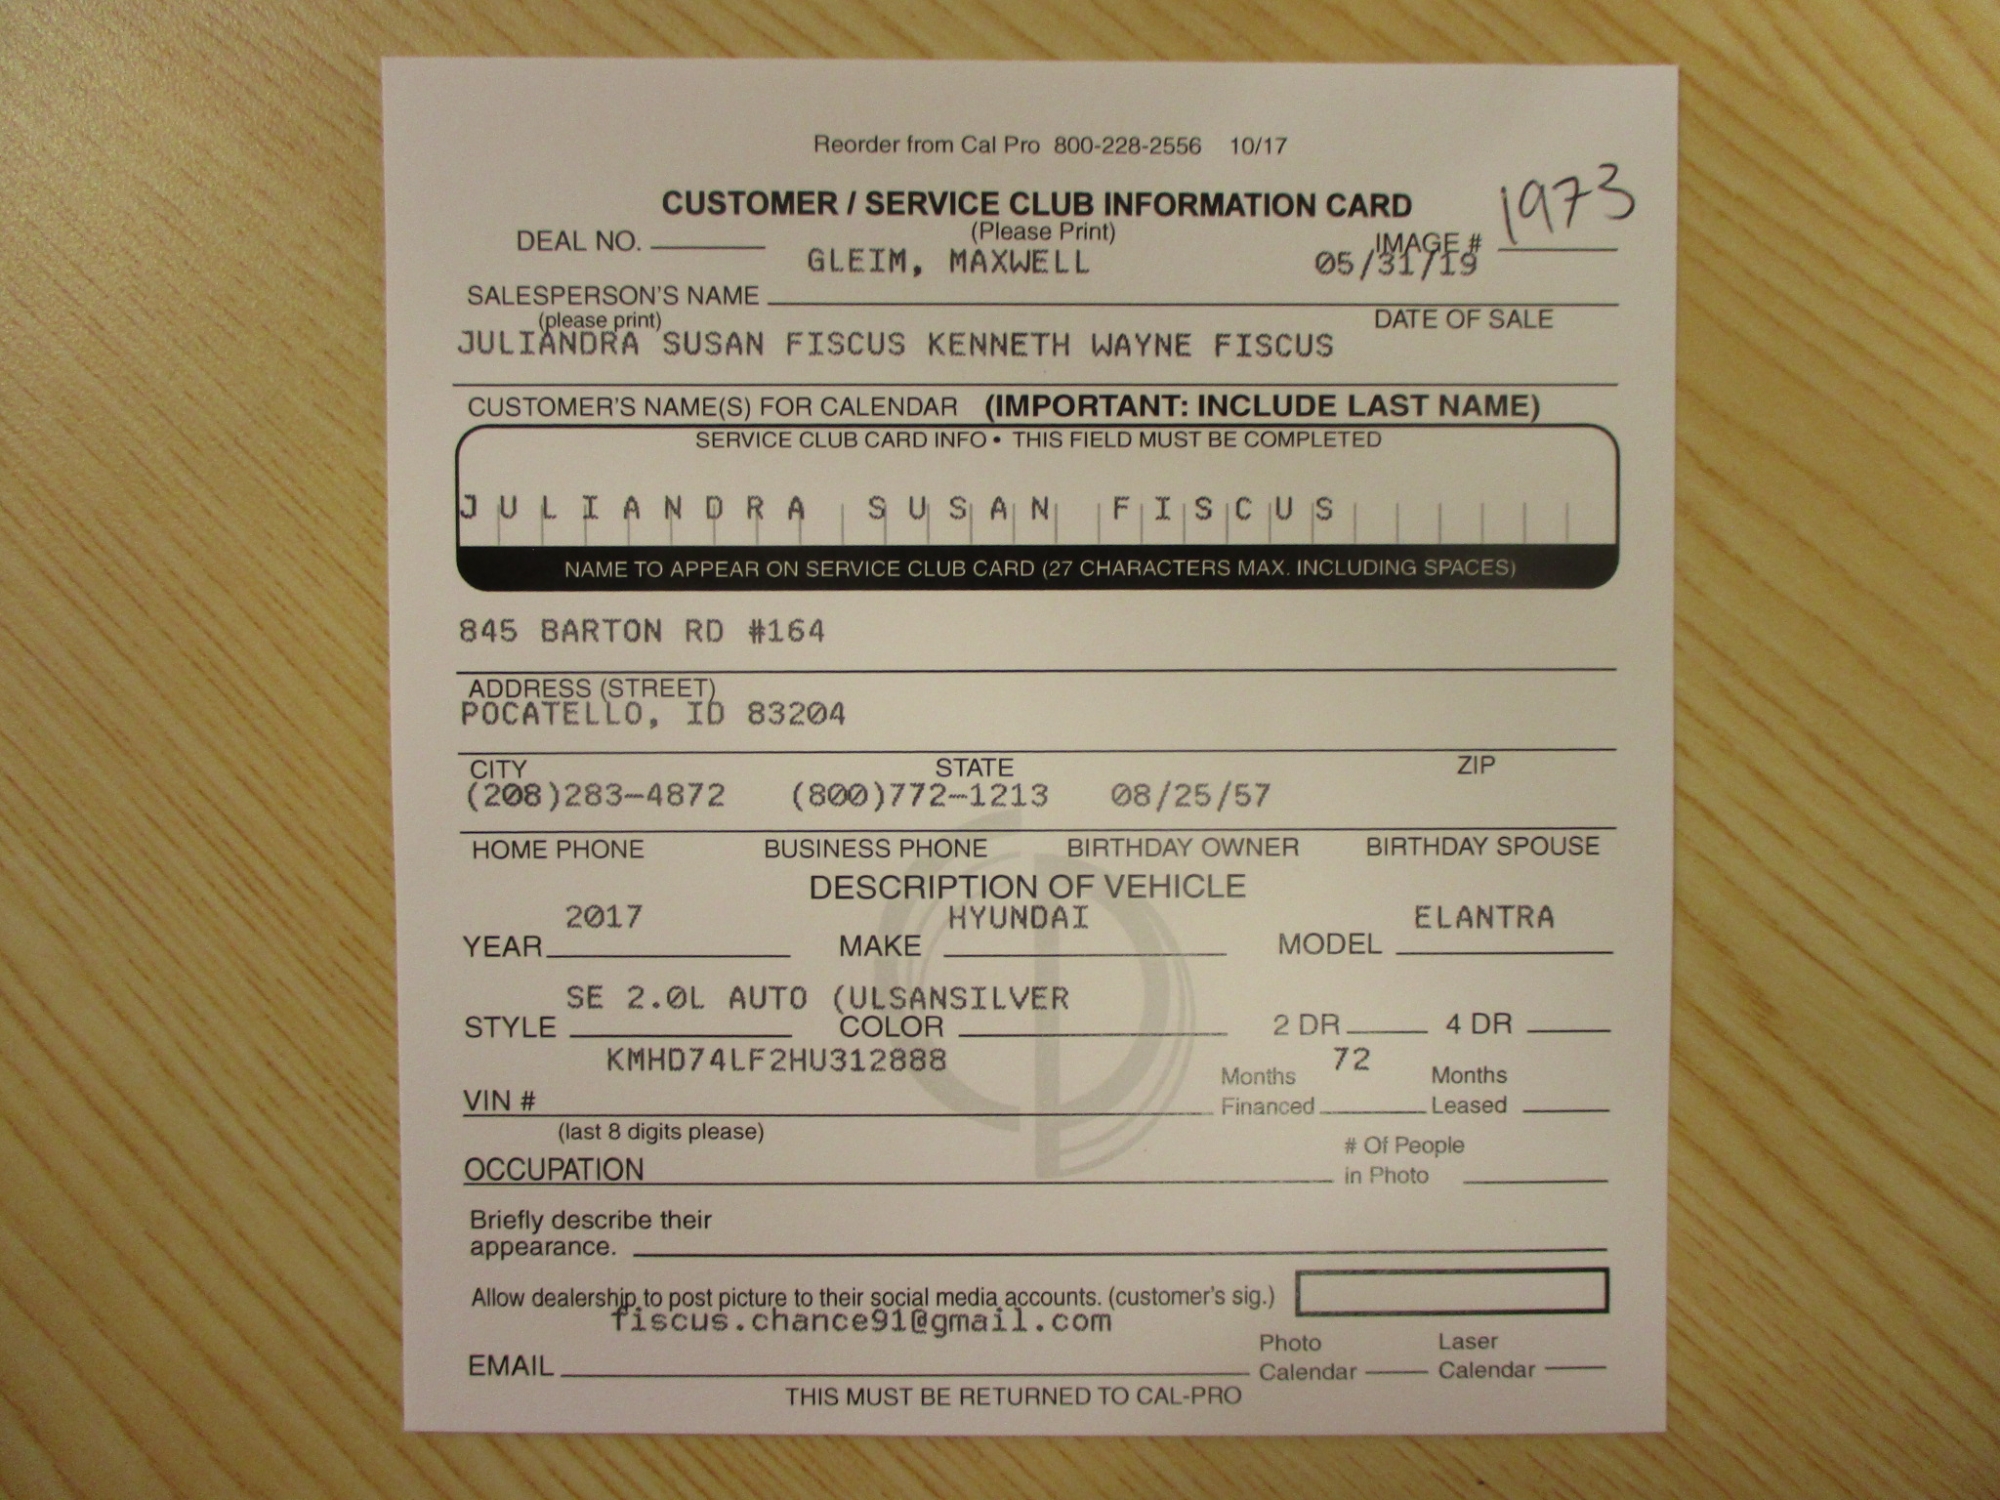 Reorder from Cal Pro 800-228-2556 10/17
CUSTOMER / SERVICE CLUB INFORMATION CARD
1973
(Please Print)
DEAL NO.
IMAGE #
GLEIM, MAXWELL 05/31/19
SALESPERSON'S NAME
(please print)
DATE OF SALE
JULIANDRA SUSAN FISCUS KENNETH WAYNE FISCUS
CUSTOMER'S NAME(S) FOR CALENDAR (IMPORTANT: INCLUDE LAST NAME)
SERVICE CLUB CARD INFO • THIS FIELD MUST BE COMPLETED
JULIANDRA SUSAN FISCUS
NAME TO APPEAR ON SERVICE CLUB CARD (27 CHARACTERS MAX. INCLUDING SPACES)
845 BARTON RD #164
ADDRESS (STREET)
POCATELLO, ID 83204
CITY STATE ZIP
(208)283-4872 (800)772-1213 08/25/57
HOME PHONE BUSINESS PHONE BIRTHDAY OWNER BIRTHDAY SPOUSE
DESCRIPTION OF VEHICLE
2017 HYUNDAI ELANTRA
YEAR MAKE MODEL
SE 2.0L AUTO (ULSANSILVER
STYLE COLOR 2 DR 4 DR
KMHD74LF2HU312888 72
VIN # Months Financed Months Leased
(last 8 digits please)
OCCUPATION # Of People in Photo
Briefly describe their
appearance.
Allow dealership to post picture to their social media accounts. (customer's sig.)
fiscus.chance91@gmail.com
EMAIL Photo Calendar Laser Calendar
THIS MUST BE RETURNED TO CAL-PRO